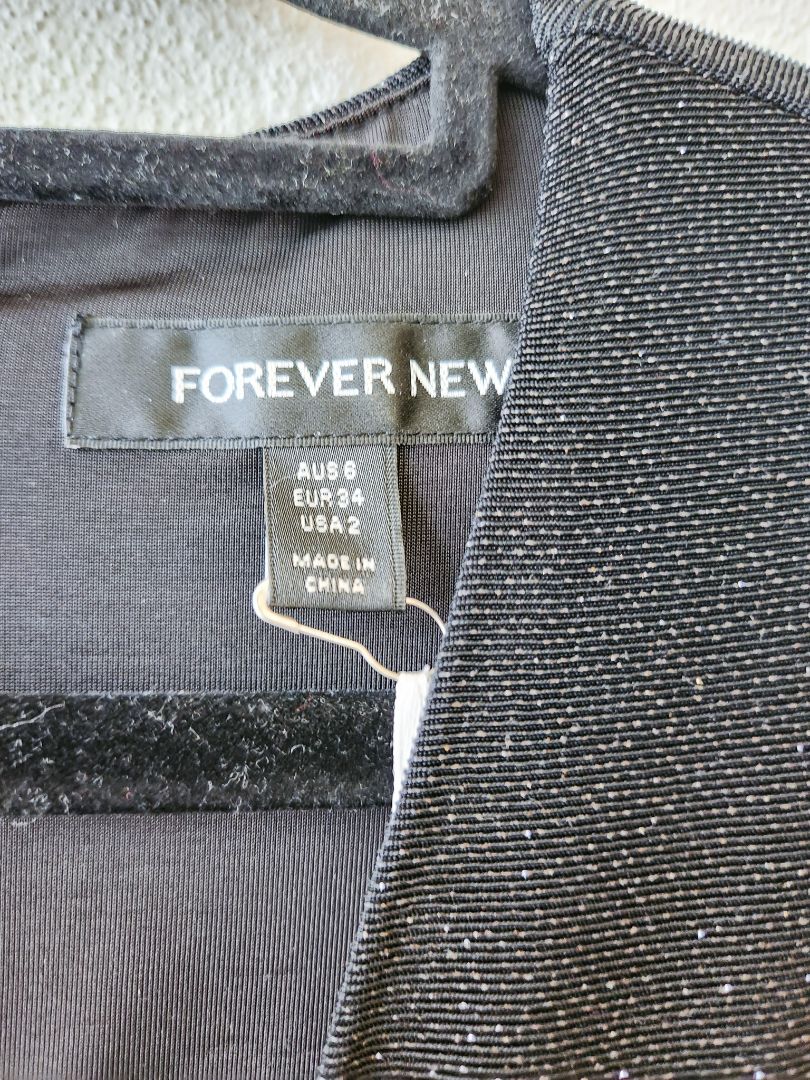 FOREVER NEW
AUS 6
EUR 34
USA 2
MADE IN
CHINA